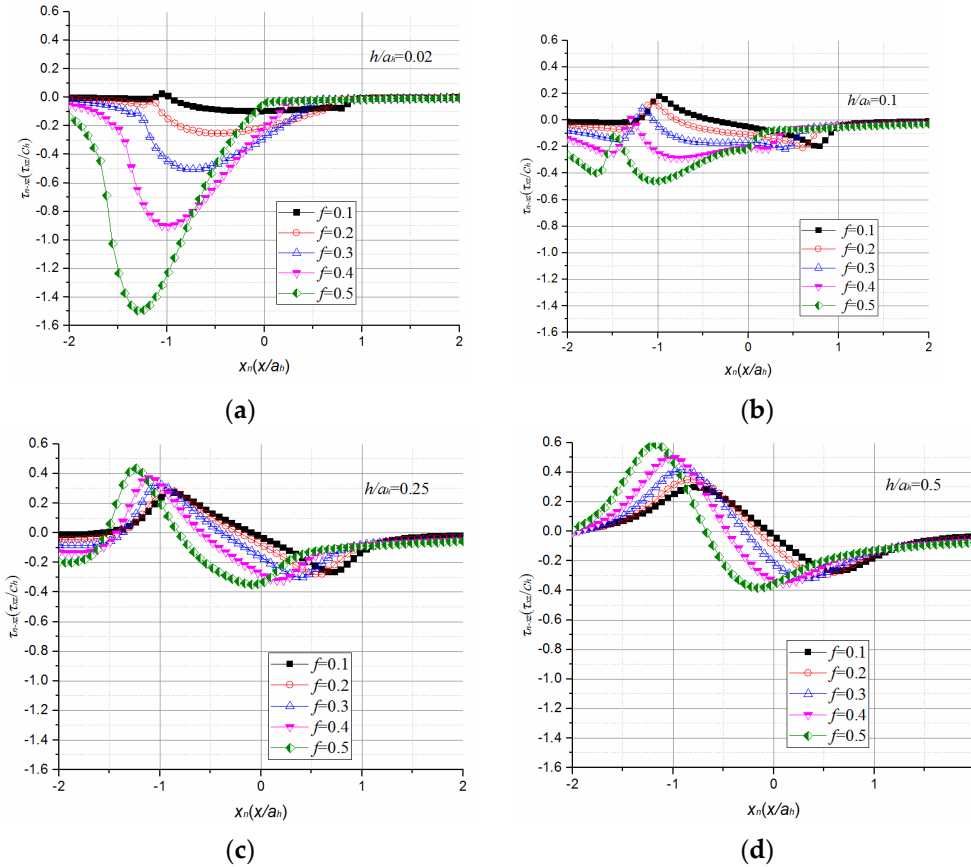 0.6
0.4
0.2
0.0
-0.2
-0.4
-0.6
-0.8
-1.0
-1.2
-1.4
-1.6
τn-xz(τxz/Ch)
h/ah=0.02
f=0.1
f=0.2
f=0.3
f=0.4
f=0.5
-2 -1 0 1 2
xn(x/ah)
(a)
0.6
0.4
0.2
0.0
-0.2
-0.4
-0.6
-0.8
-1.0
-1.2
-1.4
-1.6
τn-xz(τxz/Ch)
h/ah=0.1
f=0.1
f=0.2
f=0.3
f=0.4
f=0.5
-2 -1 0 1 2
xn(x/ah)
(b)
0.6
0.4
0.2
0.0
-0.2
-0.4
-0.6
-0.8
-1.0
-1.2
-1.4
-1.6
τn-xz(τxz/Ch)
h/ah=0.25
f=0.1
f=0.2
f=0.3
f=0.4
f=0.5
-2 -1 0 1 2
xn(x/ah)
(c)
0.6
0.4
0.2
0.0
-0.2
-0.4
-0.6
-0.8
-1.0
-1.2
-1.4
-1.6
τn-xz(τxz/Ch)
h/ah=0.5
f=0.1
f=0.2
f=0.3
f=0.4
f=0.5
-2 -1 0 1
xn(x/ah)
(d)